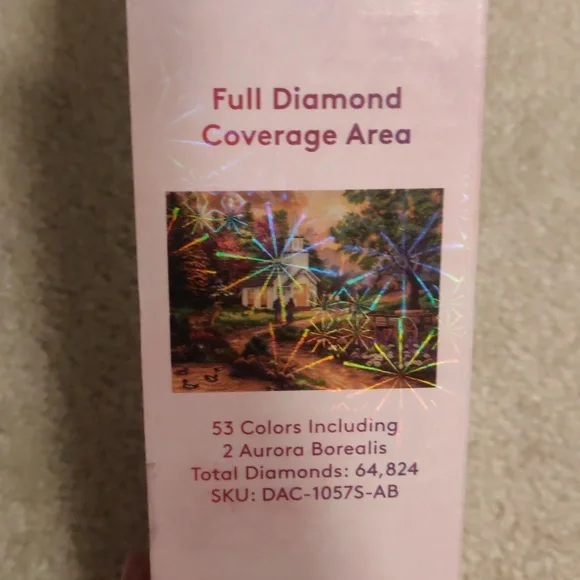 Full Diamond
Coverage Area
53 Colors Including
2 Aurora Borealis
Total Diamonds: 64,824
SKU: DAC-1057S-AB